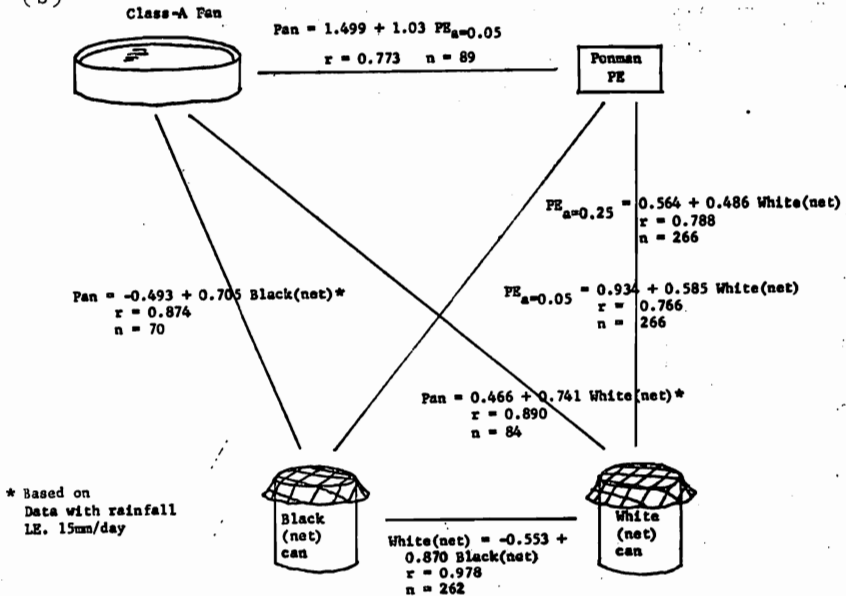 (b)
Class-A Pan
Pan = 1.499 + 1.03 PEa=0.05
r = 0.773 n = 89
Penman
PE
PEa=0.25 = 0.564 + 0.486 White(net)
r = 0.788
n = 266
Pan = -0.493 + 0.705 Black(net)*
r = 0.874
n = 70
PEa=0.05 = 0.934 + 0.585 White(net)
r = 0.766
n = 266
Pan = 0.466 + 0.741 White(net)*
r = 0.890
n = 84
* Based on
Data with rainfall
LE. 15mm/day
Black
(net)
can
White(net) = -0.553 +
0.870 Black(net)
r = 0.978
n = 262
White
(net)
can